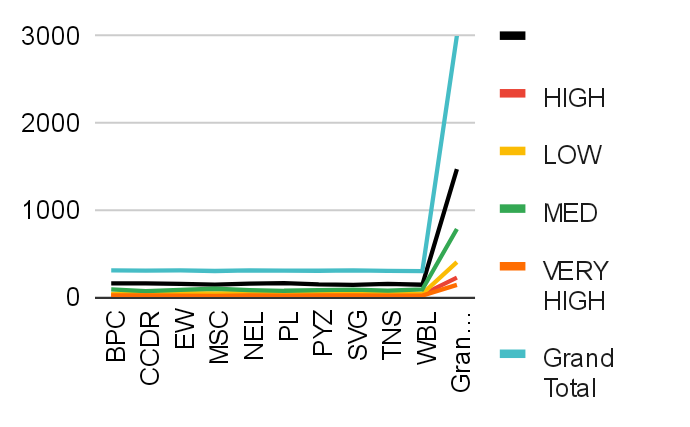 3000
2000
1000
0
BPC
CCDR
EW
MSC
NEL
PL
PYZ
SVG
TNS
WBL
Gran…
HIGH
LOW
MED
VERY
HIGH
Grand
Total